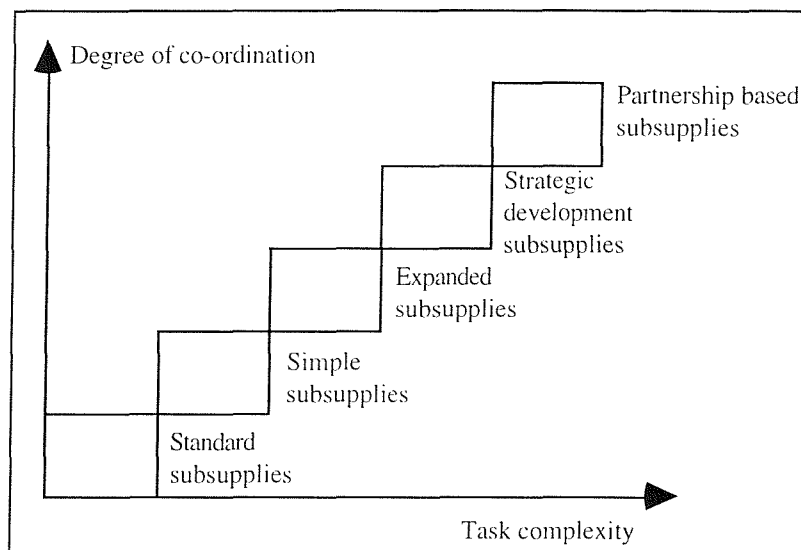 Degree of co-ordination
Partnership based
subsupplies
Strategic
development
subsupplies
Expanded
subsupplies
Simple
subsupplies
Standard
subsupplies
Task complexity